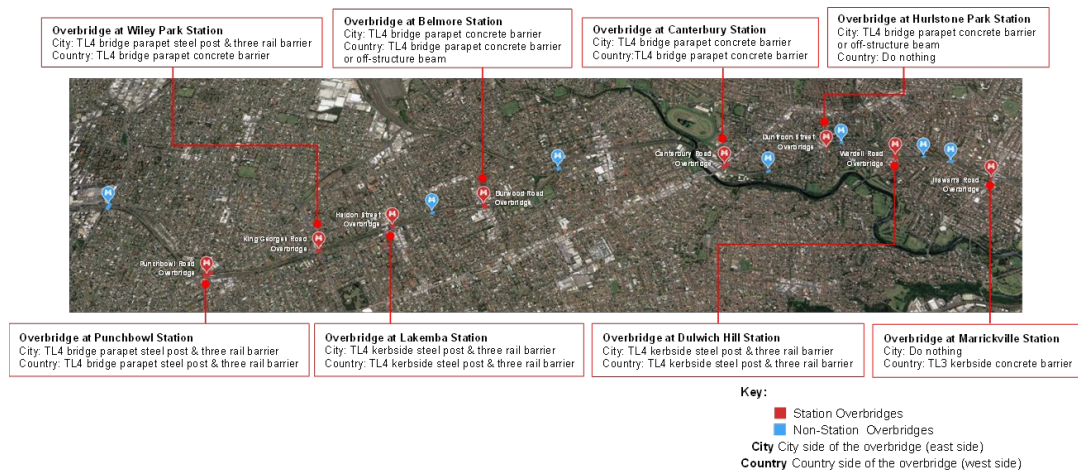 Overbridge at Wiley Park Station
City: TL4 bridge parapet steel post & three rail barrier
Country: TL4 bridge parapet concrete barrier
Overbridge at Belmore Station
City: TL4 bridge parapet concrete barrier
Country: TL4 bridge parapet concrete barrier
or off-structure beam
Overbridge at Canterbury Station
City: TL4 bridge parapet concrete barrier
Country:TL4 bridge parapet concrete barrier
Overbridge at Hurlstone Park Station
City: TL4 bridge parapet concrete barrier
or off-structure beam
Country: Do nothing
Punchbowl Road
Overbridge
King Georges Road
Overbridge
Haldon Street
Overbridge
Burwood Road
Overbridge
Canterbury Road
Overbridge
Dunrroon Street
Overbridge
Wardell Road
Overbridge
Illawarra Road
Overbridge
Overbridge at Punchbowl Station
City: TL4 bridge parapet steel post & three rail barrier
Country: TL4 bridge parapet steel post & three rail barrier
Overbridge at Lakemba Station
City: TL4 kerbside steel post & three rail barrier
Country: TL4 kerbside steel post & three rail barrier
Overbridge at Dulwich Hill Station
City: TL4 kerbside steel post & three rail barrier
Country: TL4 kerbside steel post & three rail barrier
Overbridge at Marrickville Station
City: Do nothing
Country: TL3 kerbside concrete barrier
Key:
Station Overbridges
Non-Station Overbridges
City City side of the overbridge (east side)
Country Country side of the overbridge (west side)